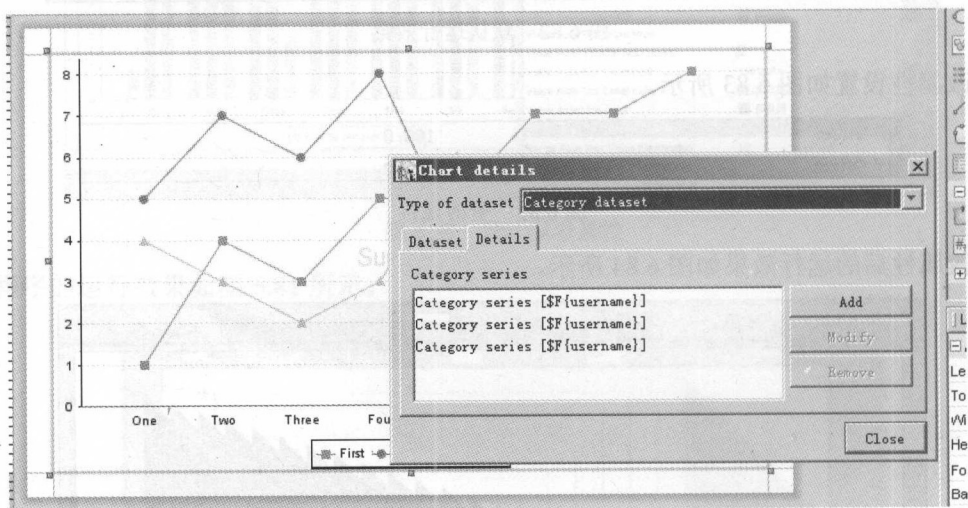 8
7
6
5
4
3
2
1
0
One Two Three Fou
First
Chart details
Type of dataset Category dataset
Dataset Details
Category series
Category series [$F{username}]
Category series [$F{username}]
Category series [$F{username}]
Add
Modify
Remove
Close
Le
To
Wi
He
Fo
Ba